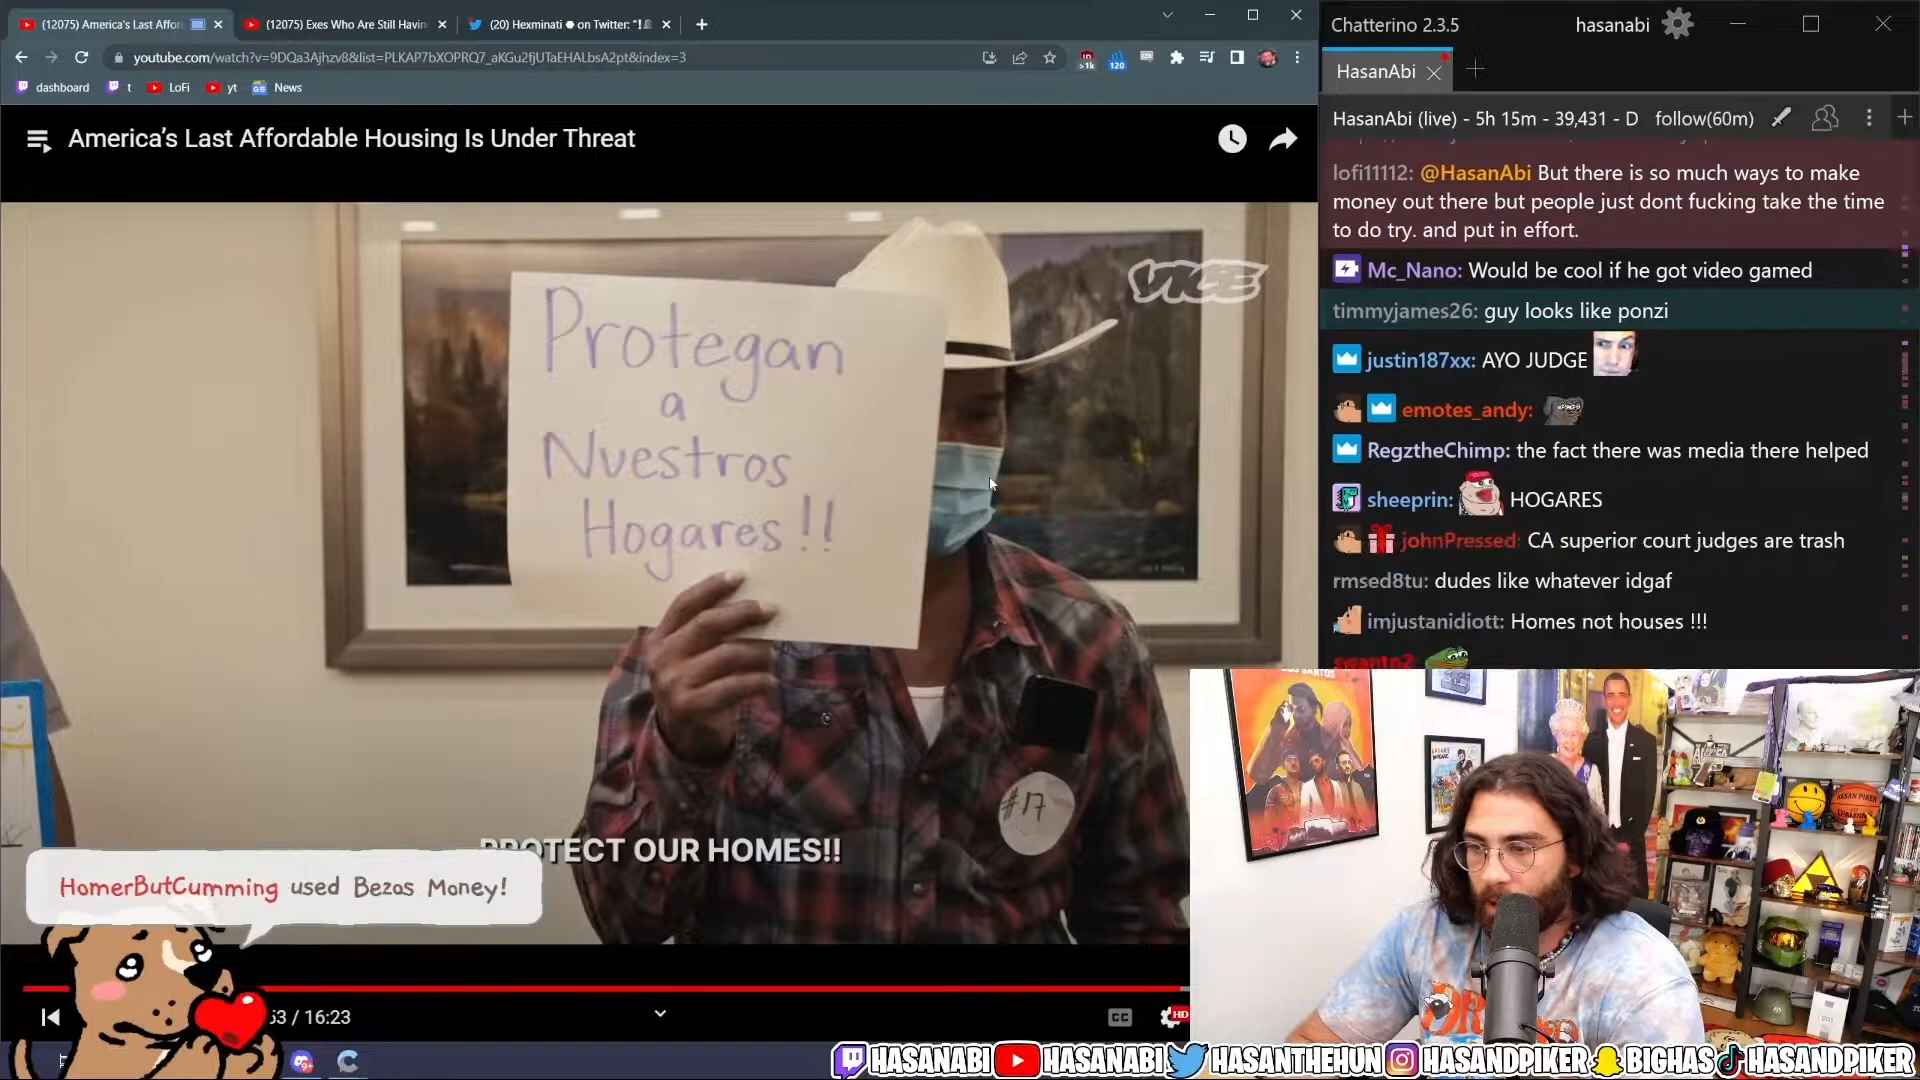 (12075) America's Last Affor
(12075) Exes Who Are Still Havin
(20) Hexminati on Twitter: "!
youtube.com/watch?v=9DQa3Ajhzv8&list=PLKAP7bXOPRQ7_aKGu2fjUTaEHALbsA2pt&index=3
>1k
120
dashboard
t
LoFi
yt
News
America's Last Affordable Housing Is Under Threat
VICE
Protegan
a
Nuestros
Hogares!!
#17
PROTECT OUR HOMES!!
HomerButCumming used Bezos Money!
53 / 16:23
CC
HD
Chatterino 2.3.5
hasanabi
HasanAbi
HasanAbi (live) - 5h 15m - 39,431 - D
follow(60m)
lofi11112: @HasanAbi But there is so much ways to make
money out there but people just dont fucking take the time
to do try. and put in effort.
Mc_Nano: Would be cool if he got video gamed
timmyjames26: guy looks like ponzi
justin187xx: AYO JUDGE
emotes_andy:
RegztheChimp: the fact there was media there helped
sheeprin: HOGARES
johnPressed: CA superior court judges are trash
rmsed8tu: dudes like whatever idgaf
imjustanidiott: Homes not houses !!!
HASAN PIKER
HASANABI
HASANABI
HASANTHEHUN
HASANDPIKER
BIGHAS
HASANDPIKER